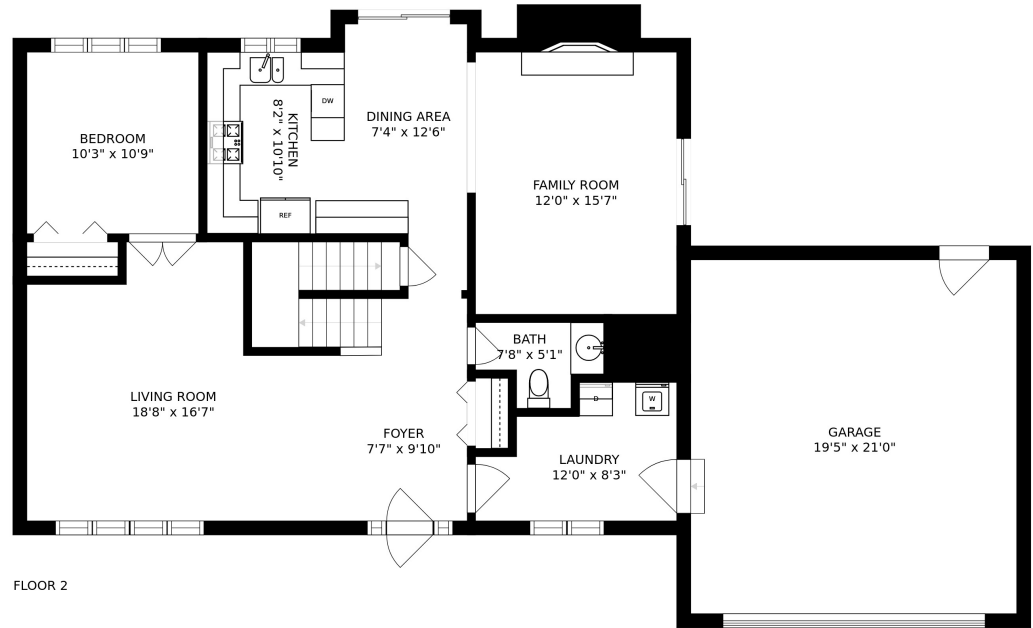 DINING AREA
7'4" x 12'6"
KITCHEN
8'2" x 10'10"
DW
BEDROOM
10'3" x 10'9"
FAMILY ROOM
12'0" x 15'7"
REF
BATH
7'8" x 5'1"
LIVING ROOM
18'8" x 16'7"
D
W
FOYER
7'7" x 9'10"
GARAGE
19'5" x 21'0"
LAUNDRY
12'0" x 8'3"
FLOOR 2